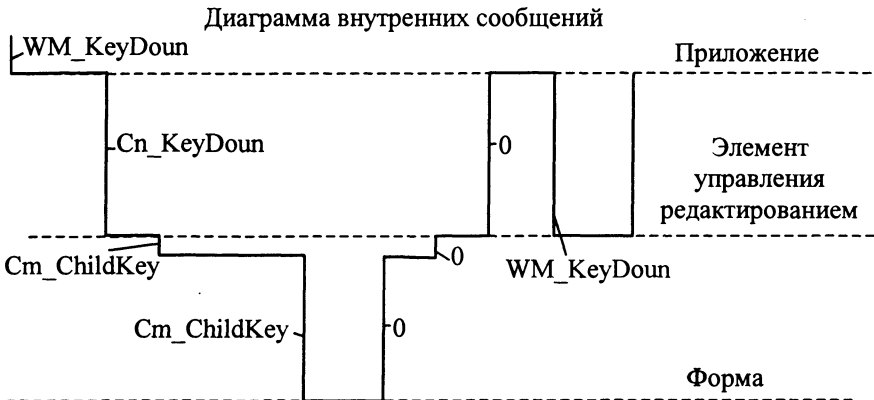 Диаграмма внутренних сообщений
WM_KeyDoun
Приложение
Cn_KeyDoun
0
Элемент
управления
редактированием
Cm_ChildKey
0
WM_KeyDoun
Cm_ChildKey
0
Форма